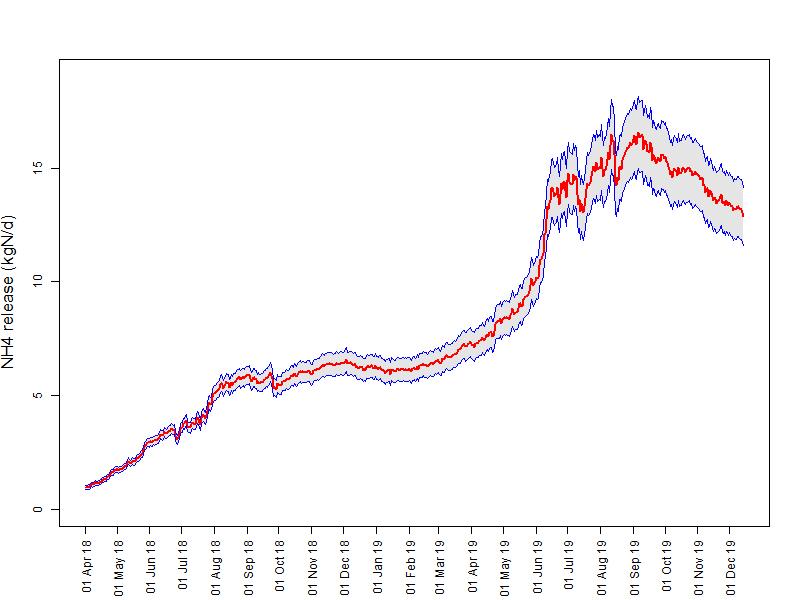 NH4 release (kgN/d)
15
10
5
0
01 Apr 18
01 May 18
01 Jun 18
01 Jul 18
01 Aug 18
01 Sep 18
01 Oct 18
01 Nov 18
01 Dec 18
01 Jan 19
01 Feb 19
01 Mar 19
01 Apr 19
01 May 19
01 Jun 19
01 Jul 19
01 Aug 19
01 Sep 19
01 Oct 19
01 Nov 19
01 Dec 19